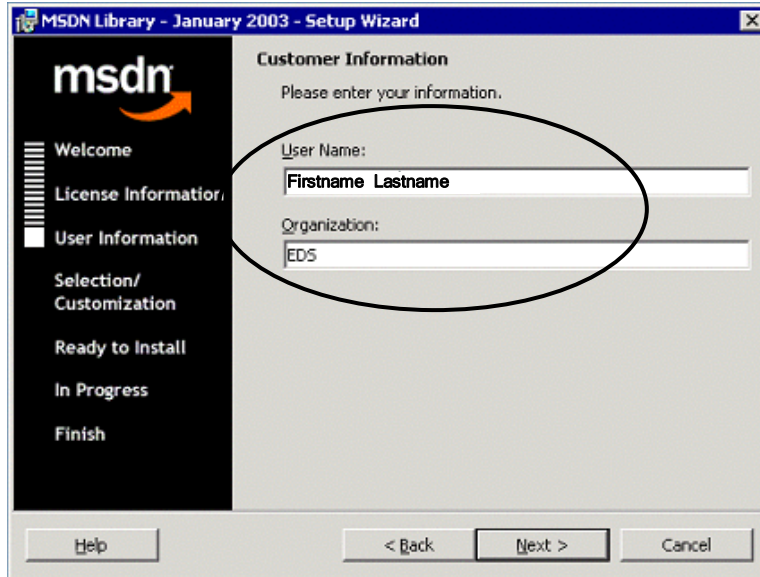 MSDN Library - January 2003 - Setup Wizard
msdn
Welcome
License Information
User Information
Selection/
Customization
Ready to Install
In Progress
Finish
Customer Information
Please enter your information.
User Name:
Firstname Lastname
Organization:
EDS
Help
< Back
Next >
Cancel